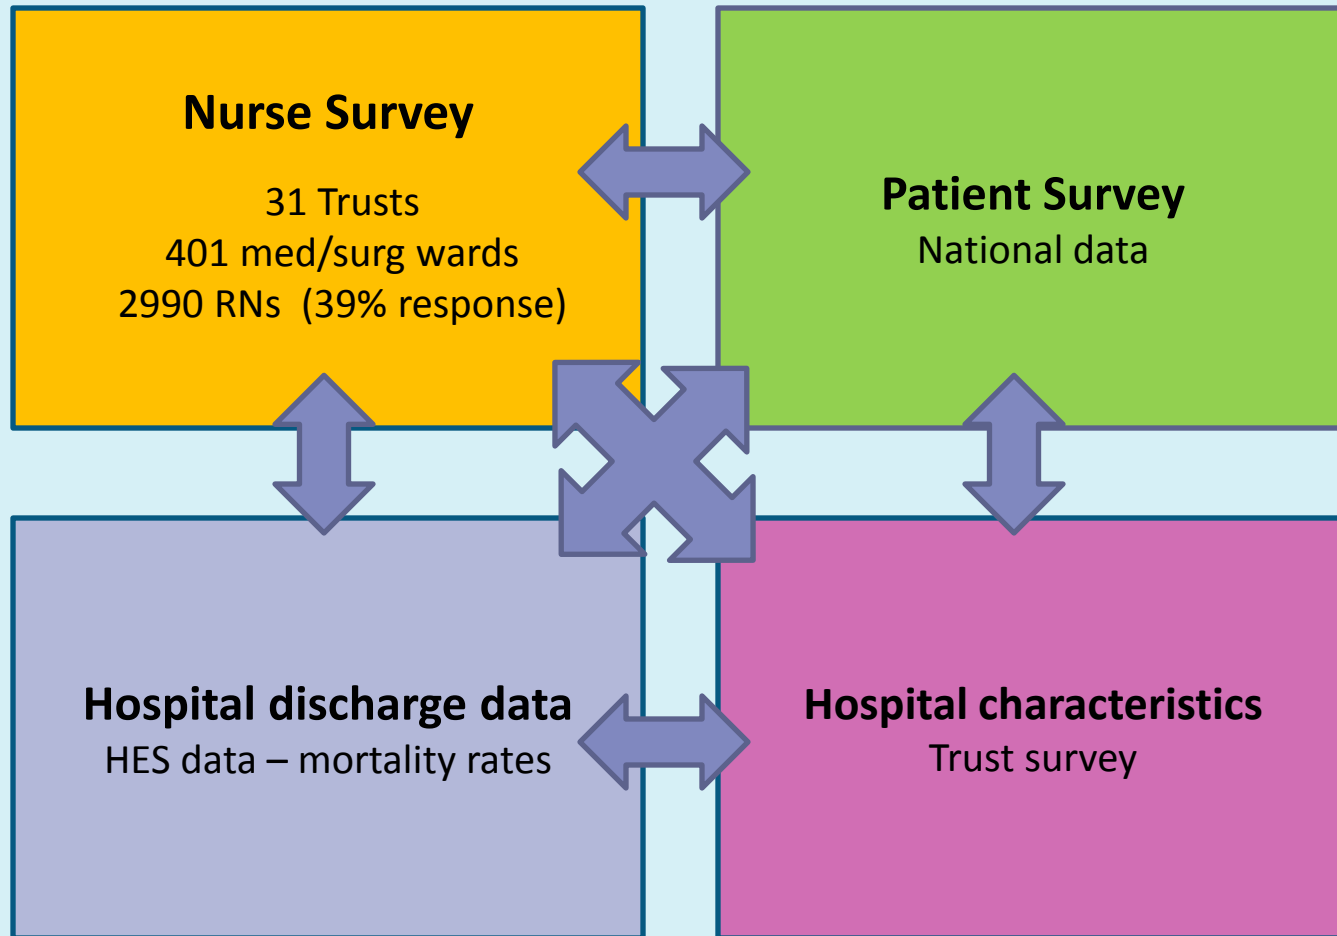 Nurse Survey
31 Trusts
401 med/surg wards
2990 RNs (39% response)
Patient Survey
National data
Hospital discharge data
HES data – mortality rates
Hospital characteristics
Trust survey